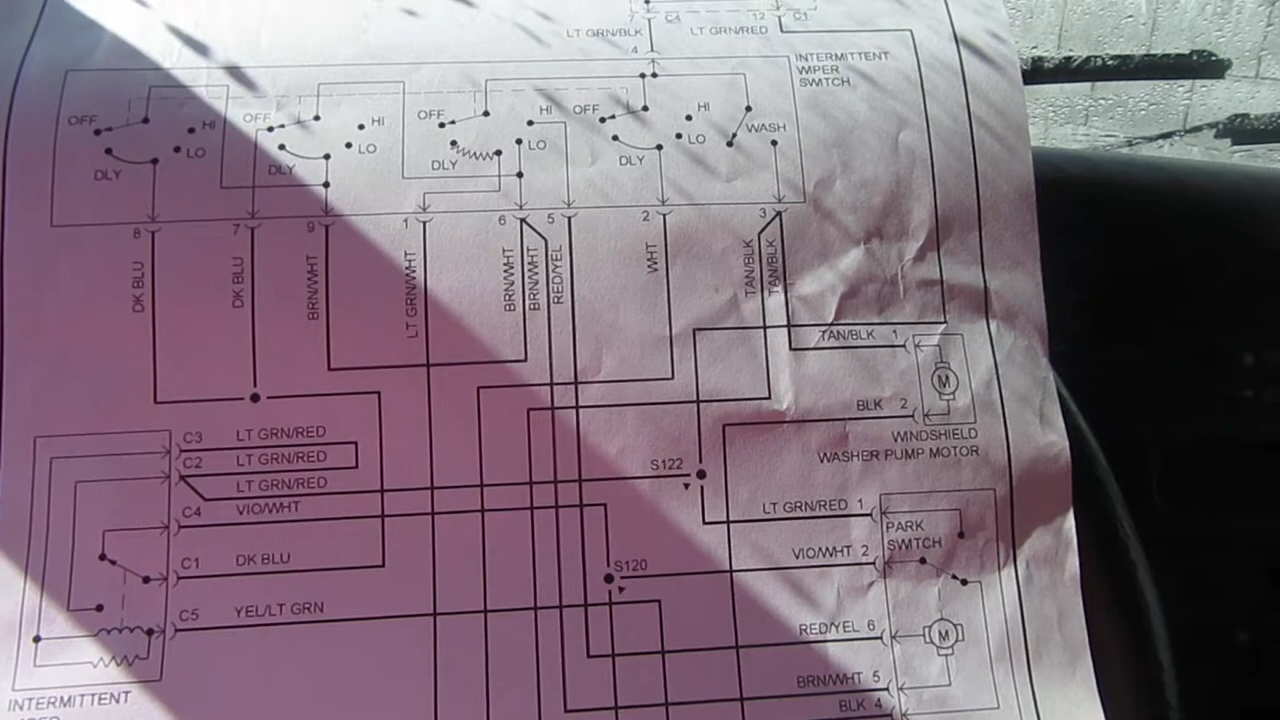 7 C4 12 C1
LT GRN/BLK LT GRN/RED
4
INTERMITTENT
WIPER
SWITCH
OFF HI LO DLY
OFF HI LO DLY
OFF HI LO DLY
OFF HI LO DLY
WASH
8 7 9 1 6 5 2 3
DK BLU
DK BLU
BRN/WHT
LT GRN/WHT
BRN/WHT
BRN/WHT
RED/YEL
WHT
TAN/BLK
TAN/BLK
TAN/BLK 1
M
BLK 2
WINDSHIELD
WASHER PUMP MOTOR
C3 LT GRN/RED
C2 LT GRN/RED
LT GRN/RED
S122
C4 VIO/WHT
LT GRN/RED 1
PARK
SWITCH
VIO/WHT 2
C1 DK BLU
S120
C5 YEL/LT GRN
RED/YEL 6
M
BRN/WHT 5
BLK 4
INTERMITTENT